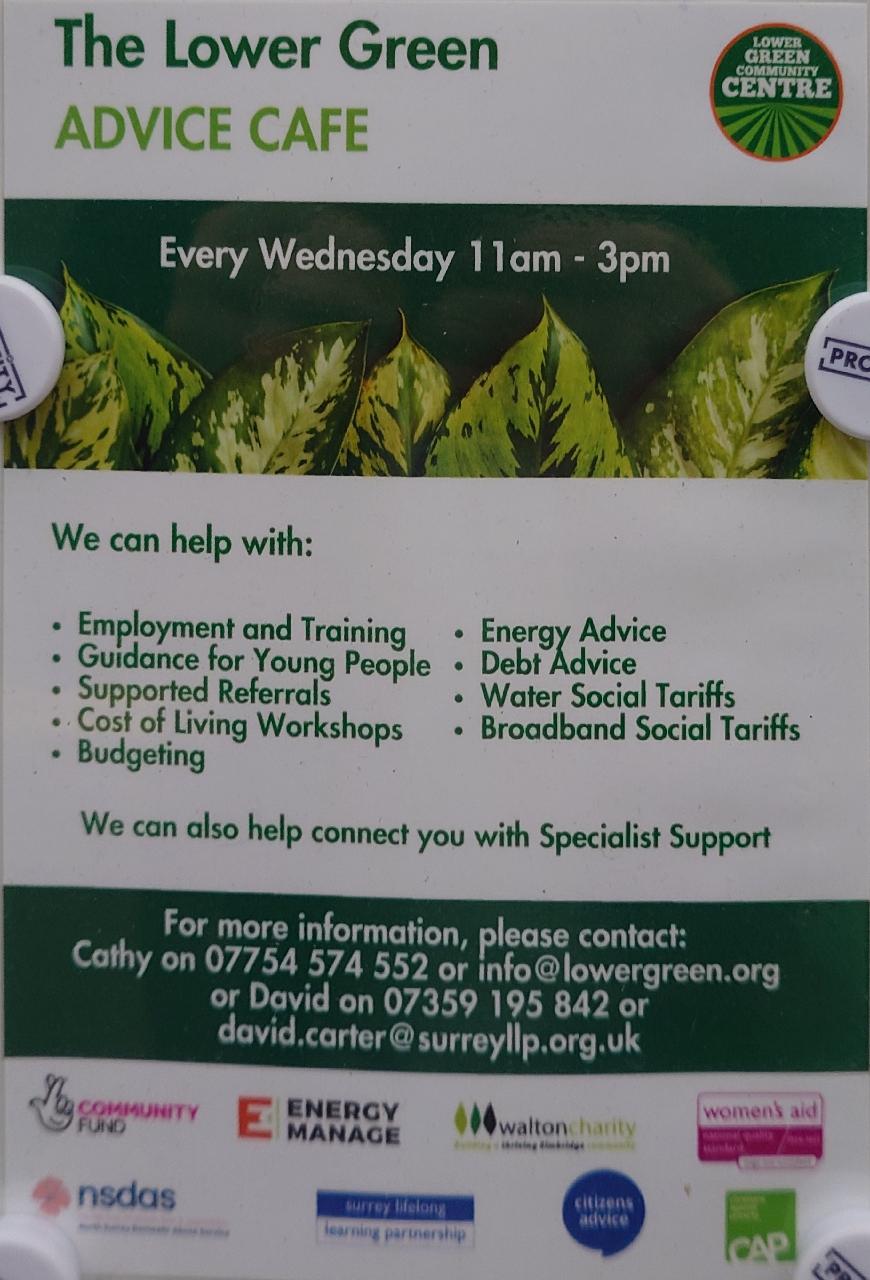 The Lower Green
ADVICE CAFE
LOWER
GREEN
COMMUNITY
CENTRE
Every Wednesday 11am - 3pm
PRO
We can help with:
• Employment and Training
• Guidance for Young People
• Supported Referrals
• Cost of Living Workshops
• Budgeting
• Energy Advice
• Debt Advice
• Water Social Tariffs
• Broadband Social Tariffs
We can also help connect you with Specialist Support
For more information, please contact:
Cathy on 07754 574 552 or info@lowergreen.org
or David on 07359 195 842 or
david.carter@surreyllp.org.uk
COMMUNITY
FUND
ENERGY
MANAGE
waltoncharity
women's aid
nsdas
surrey lifelong
learning partnership
citizens
advice
CAP